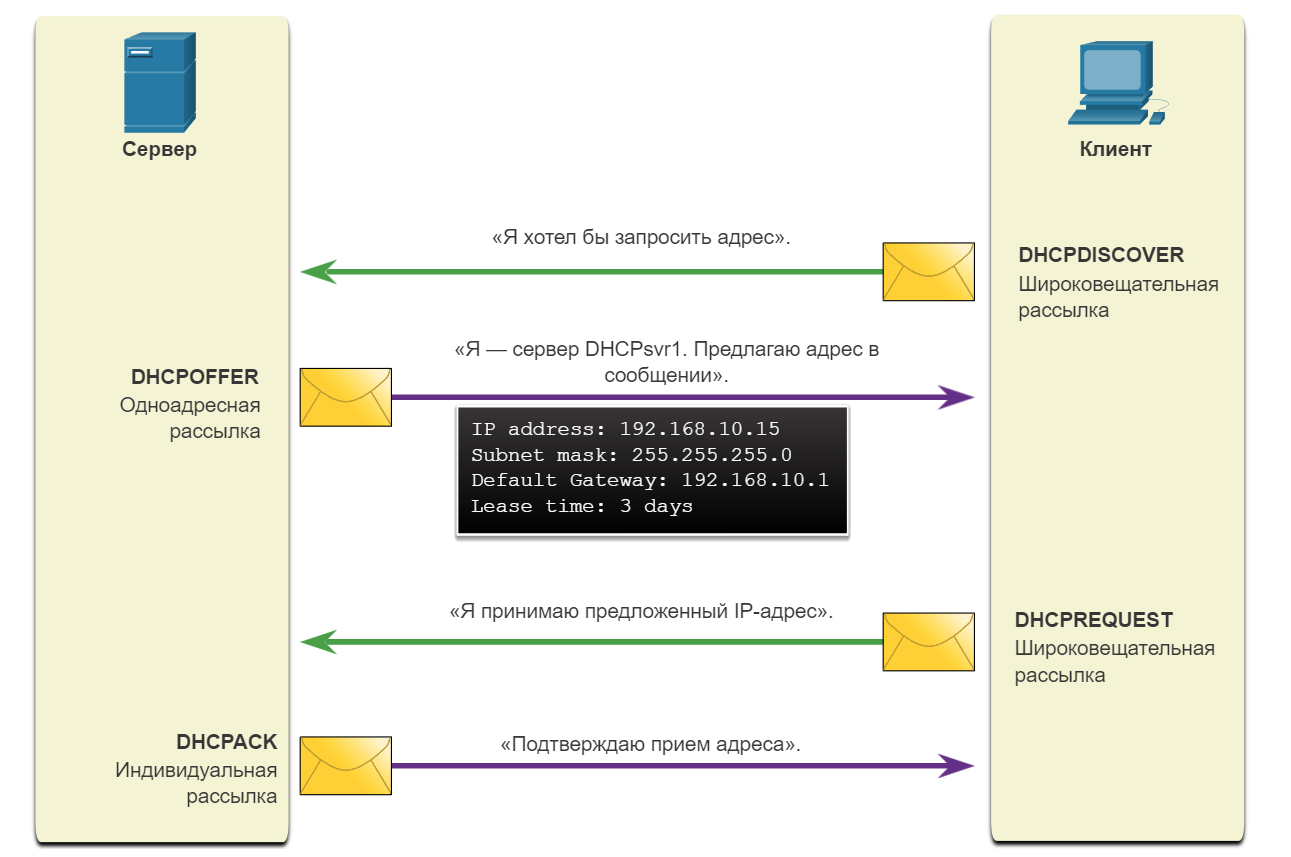 Сервер
Клиент
«Я хотел бы запросить адрес».
DHCPDISCOVER
Широковещательная
рассылка
«Я — сервер DHCPsvr1. Предлагаю адрес в
сообщении».
DHCPOFFER
Одноадресная
рассылка
IP address: 192.168.10.15
Subnet mask: 255.255.255.0
Default Gateway: 192.168.10.1
Lease time: 3 days
«Я принимаю предложенный IP-адрес».
DHCPREQUEST
Широковещательная
рассылка
DHCPACK
Индивидуальная
рассылка
«Подтверждаю прием адреса».